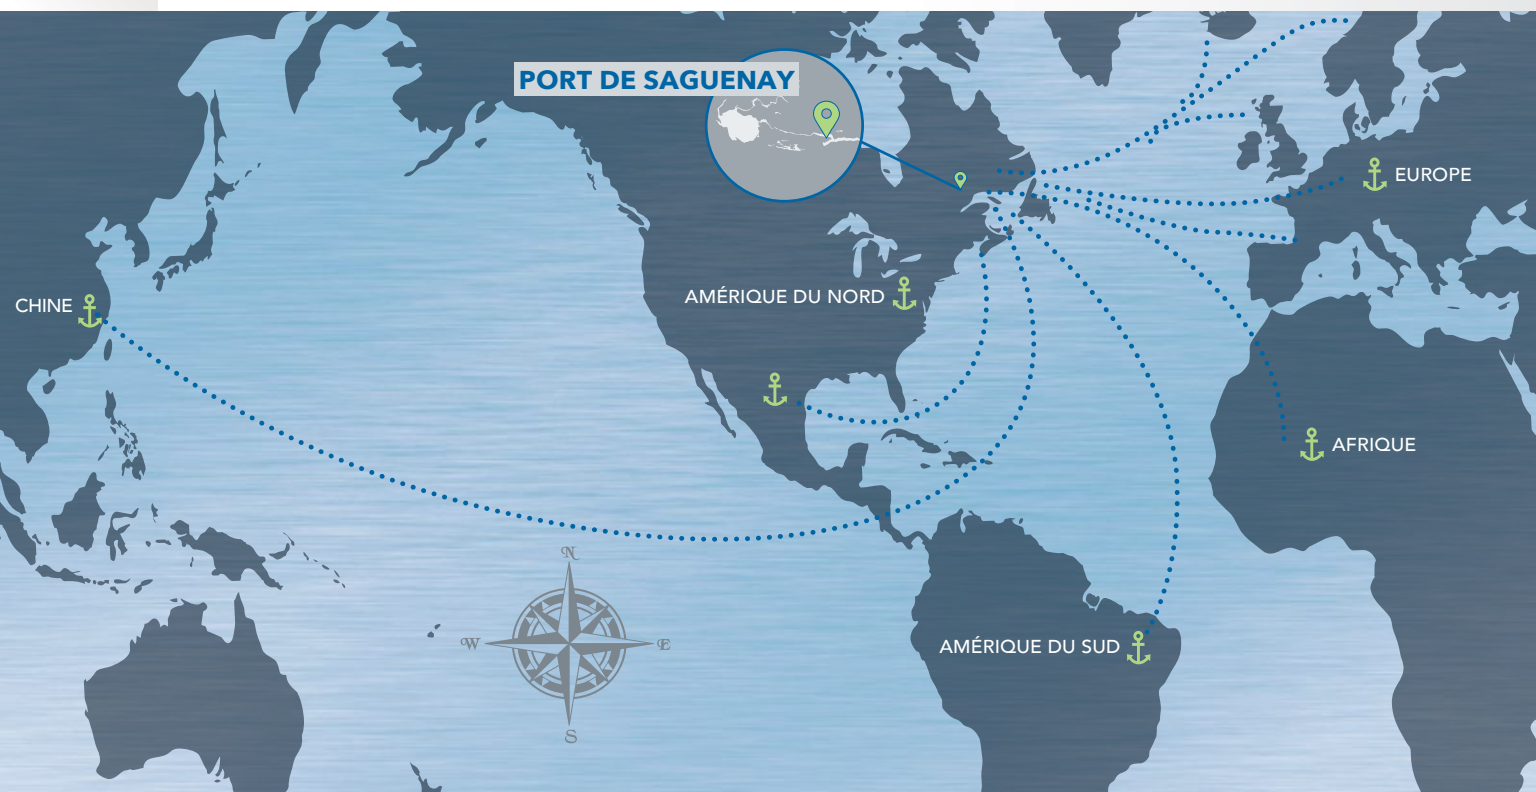 PORT DE SAGUENAY
EUROPE
CHINE
AMÉRIQUE DU NORD
AFRIQUE
N
W
E
S
AMÉRIQUE DU SUD